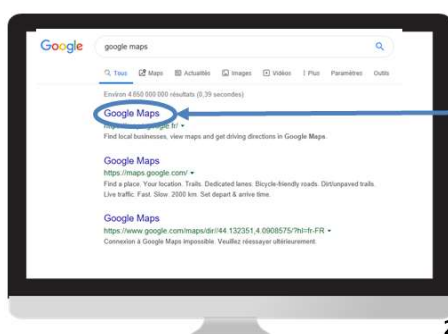 Google
google maps
Tous Maps Actualités Images Vidéos Plus Paramètres Outils
Environ 4 650 000 000 résultats (0,39 secondes)
Google Maps
Find local businesses, view maps and get driving directions in Google Maps.
Google Maps
https://maps.google.com/
Find a place. Your location. Trails. Dedicated lanes. Bicycle-friendly roads. Dirt/unpaved trails.
Live traffic. Fast. Slow. 2000 km. Set depart & arrive time.
Google Maps
https://www.google.com/maps/dir//44.132351,4.0908575/?hl=fr-FR
Connexion à Google Maps impossible. Veuillez réessayer ultérieurement.